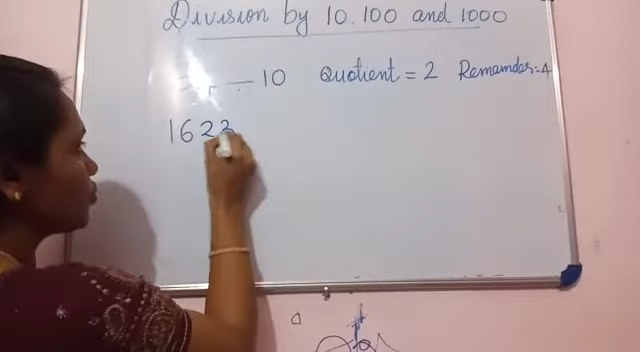 Division by 10. 100 and 1000
÷ 10 Quotient = 2 Remainder = 4
1623